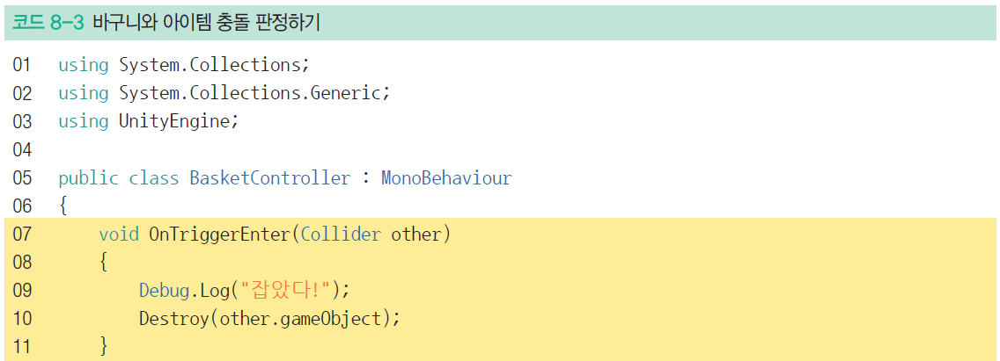 코드 8-3 바구니와 아이템 충돌 판정하기
01 using System.Collections;
02 using System.Collections.Generic;
03 using UnityEngine;
04
05 public class BasketController : MonoBehaviour
06 {
07 void OnTriggerEnter(Collider other)
08 {
09 Debug.Log("잡았다!");
10 Destroy(other.gameObject);
11 }